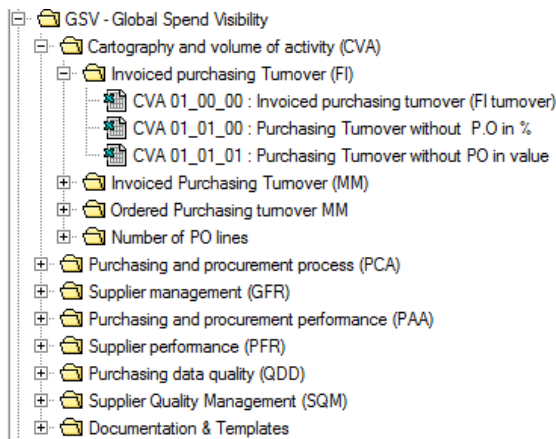 GSV - Global Spend Visibility
Cartography and volume of activity (CVA)
Invoiced purchasing Turnover (FI)
CVA 01_00_00 : Invoiced purchasing turnover (FI turnover)
CVA 01_01_00 : Purchasing Turnover without P.O in %
CVA 01_01_01 : Purchasing Turnover without PO in value
Invoiced Purchasing Turnover (MM)
Ordered Purchasing turnover MM
Number of PO lines
Purchasing and procurement process (PCA)
Supplier management (GFR)
Purchasing and procurement performance (PAA)
Supplier performance (PFR)
Purchasing data quality (QDD)
Supplier Quality Management (SQM)
Documentation & Templates